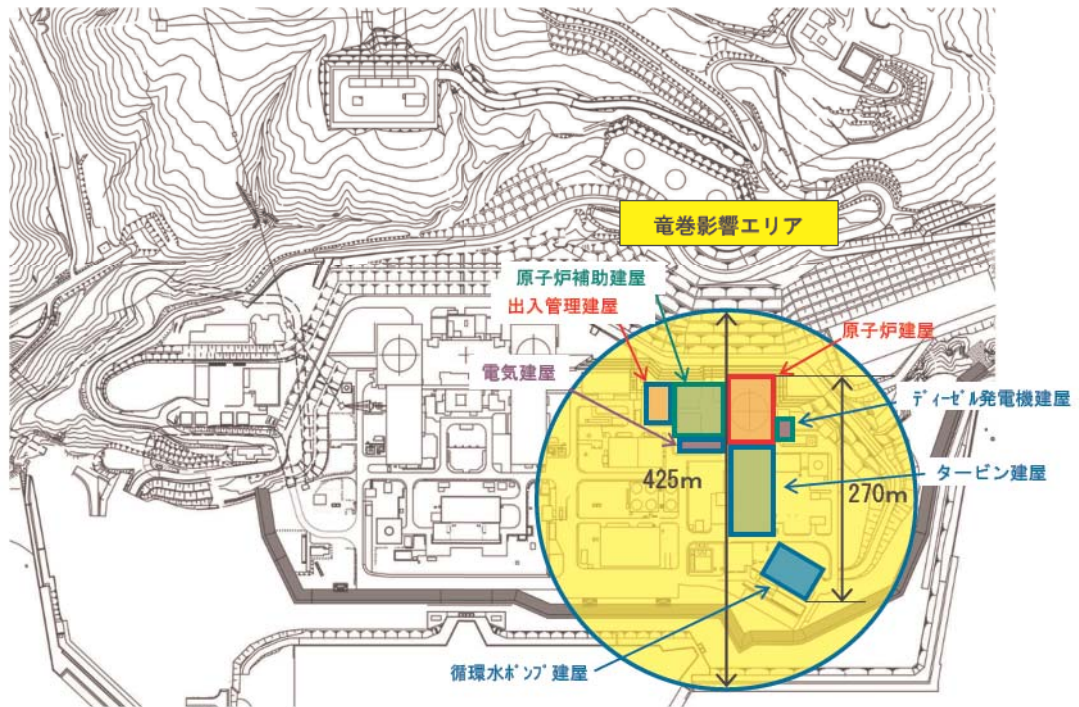 竜巻影響エリア
原子炉補助建屋
出入管理建屋
原子炉建屋
電気建屋
ﾃﾞｨｰｾﾞﾙ発電機建屋
425m
270m
タービン建屋
循環水ﾎﾟﾝﾌﾟ建屋